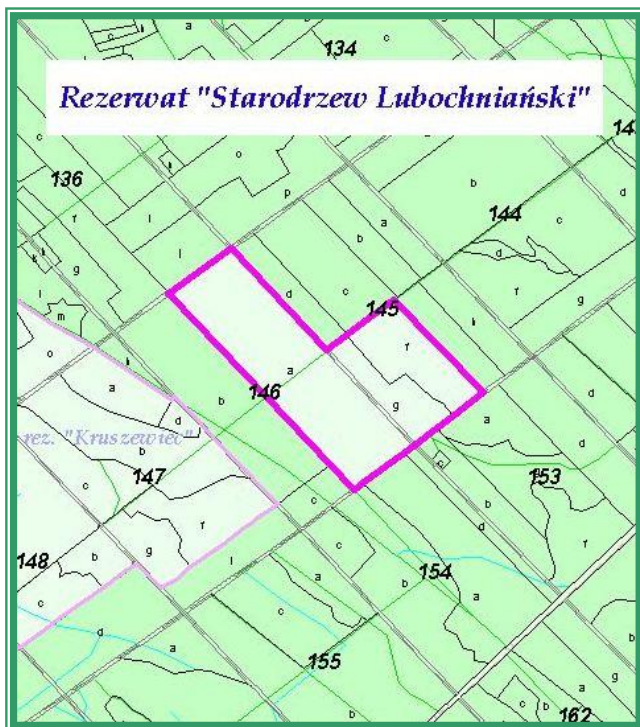 134
c
a
c
Rezerwat "Starodrzew Lubochniański"
14
136
k
c
p
b
144
c
d
r
l
a
b
d
r
g
l
g
d
c
d
r
g
l
m
145
k
o
a
a
r
146
d
k
d
b
g
a
rez. "Kruszewiec"
b
d
147
c
c
b
153
c
r
c
d
r
148
b
g
l
a
b
154
c
d
a
c
a
b
155
a
g
b
c
b
162